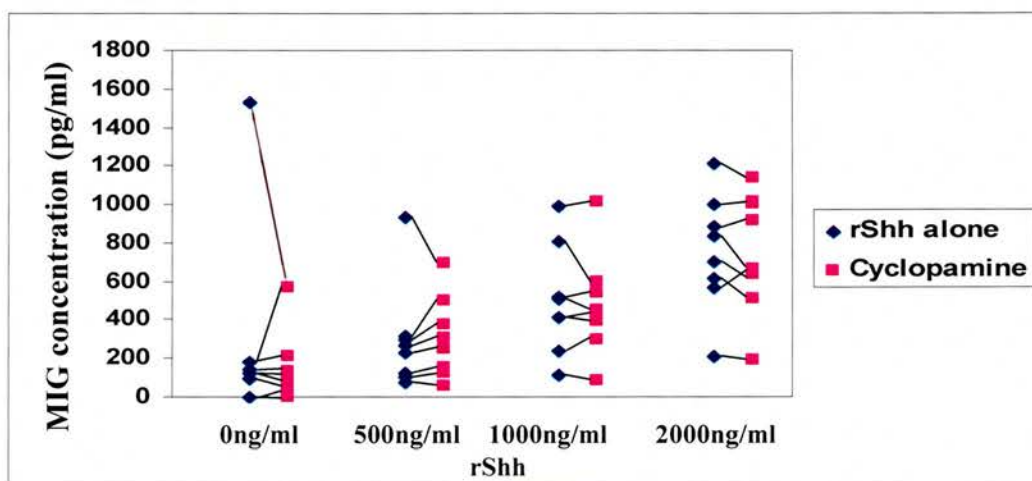 MIG concentration (pg/ml)
1800
1600
1400
1200
1000
800
600
400
200
0
0ng/ml 500ng/ml 1000ng/ml 2000ng/ml
rShh
rShh alone
Cyclopamine